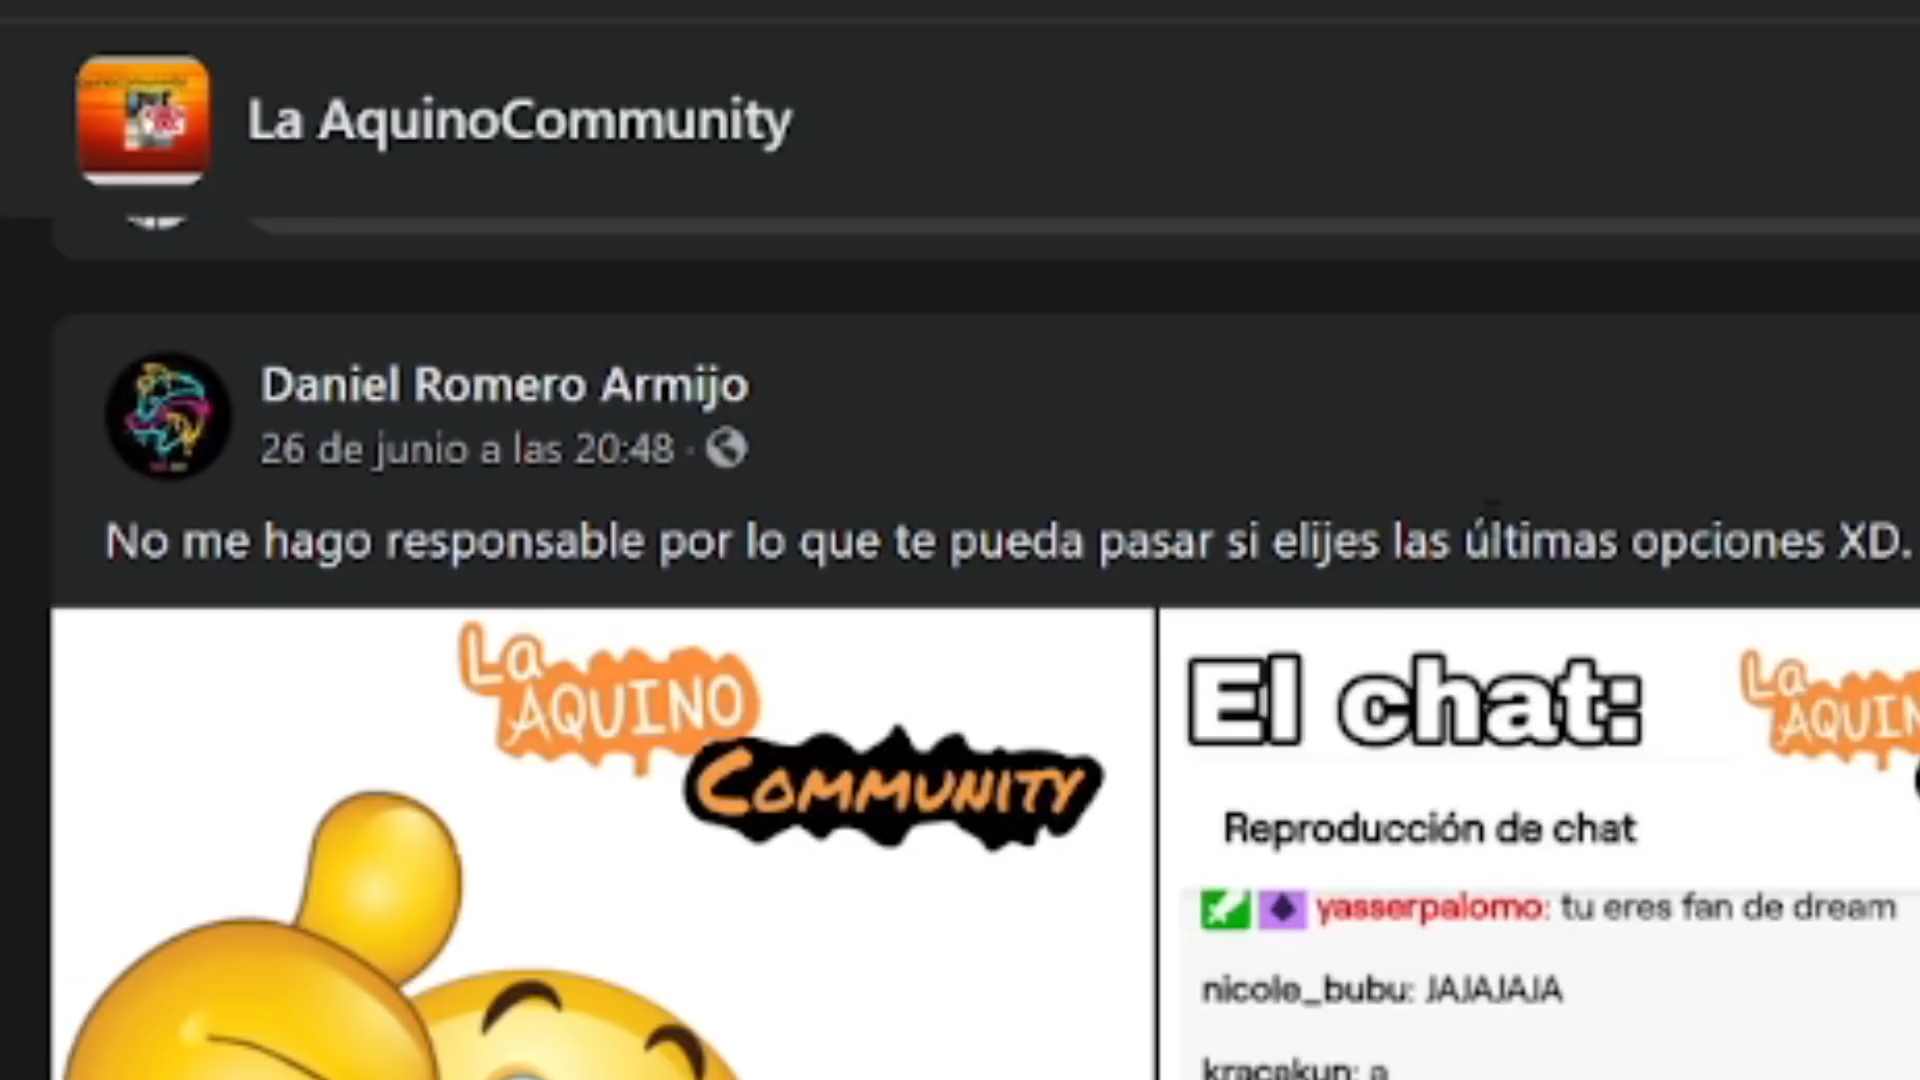 La AquinoCommunity
Daniel Romero Armijo
26 de junio a las 20:48 ·
No me hago responsable por lo que te pueda pasar si elijes las últimas opciones XD.
La
AQUINO
COMMUNITY
El chat:
La
AQUIN
Reproducción de chat
yasserpalomo: tu eres fan de dream
nicole_bubu: JAJAJAJA
kracakun: a